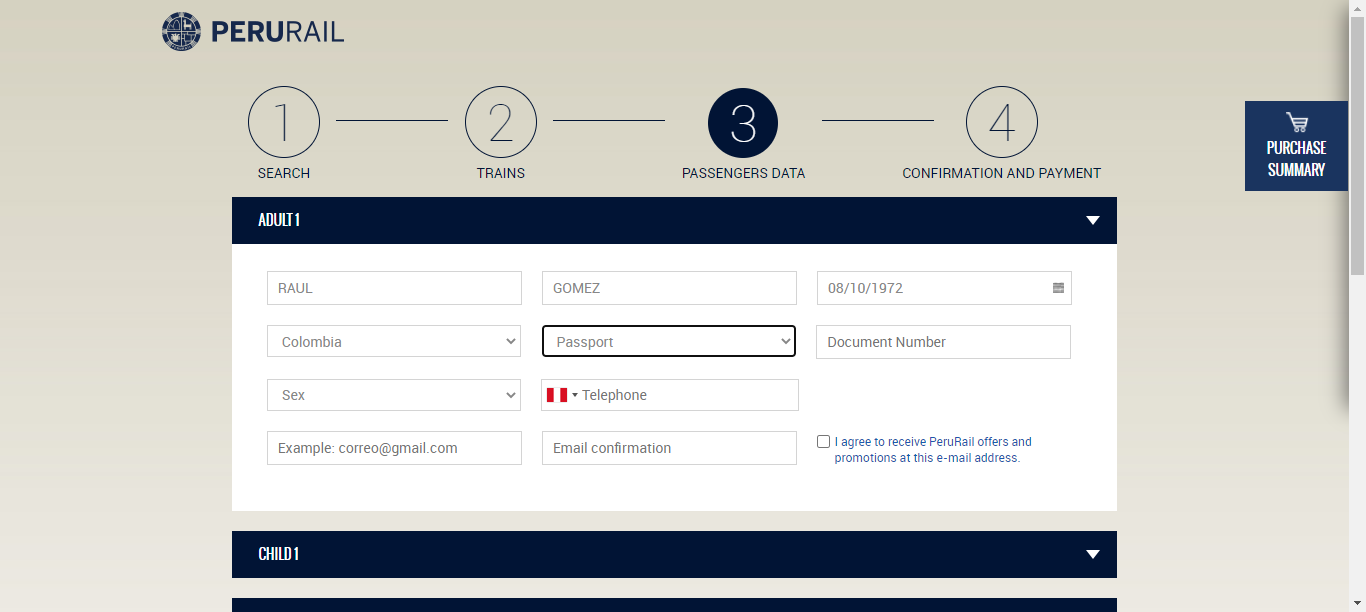 PERURAIL
1
2
3
4
SEARCH
TRAINS
PASSENGERS DATA
CONFIRMATION AND PAYMENT
PURCHASE
SUMMARY
ADULT 1
RAUL
GOMEZ
08/10/1972
Colombia
Passport
Document Number
Sex
Telephone
Example: correo@gmail.com
Email confirmation
I agree to receive PeruRail offers and
promotions at this e-mail address.
CHILD 1